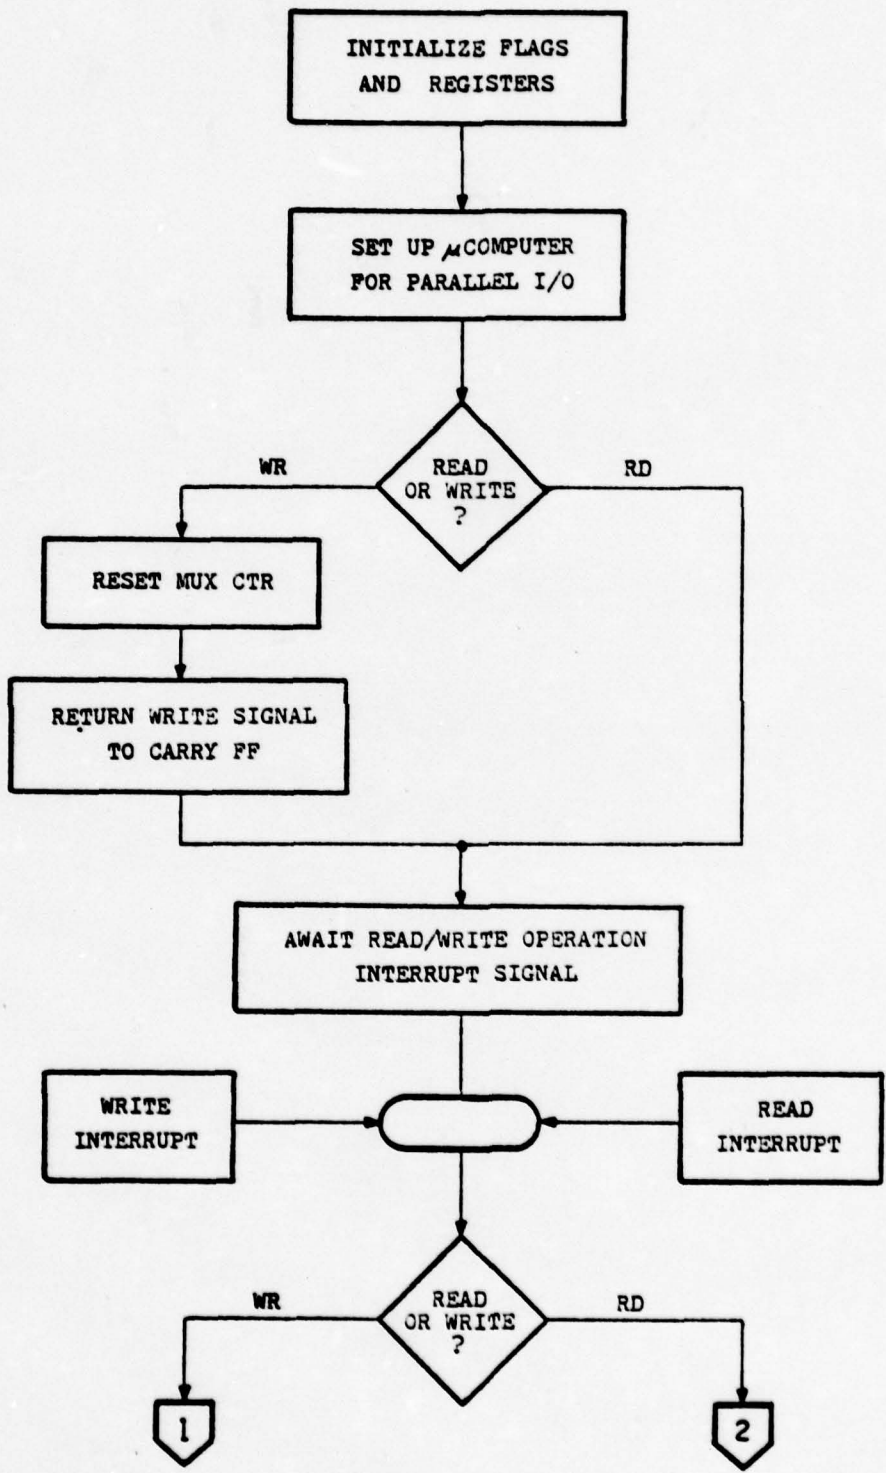 INITIALIZE FLAGS
AND REGISTERS
SET UP μCOMPUTER
FOR PARALLEL I/O
WR
READ
OR WRITE
?
RD
RESET MUX CTR
RETURN WRITE SIGNAL
TO CARRY FF
AWAIT READ/WRITE OPERATION
INTERRUPT SIGNAL
WRITE
INTERRUPT
READ
INTERRUPT
WR
READ
OR WRITE
?
RD
1
2